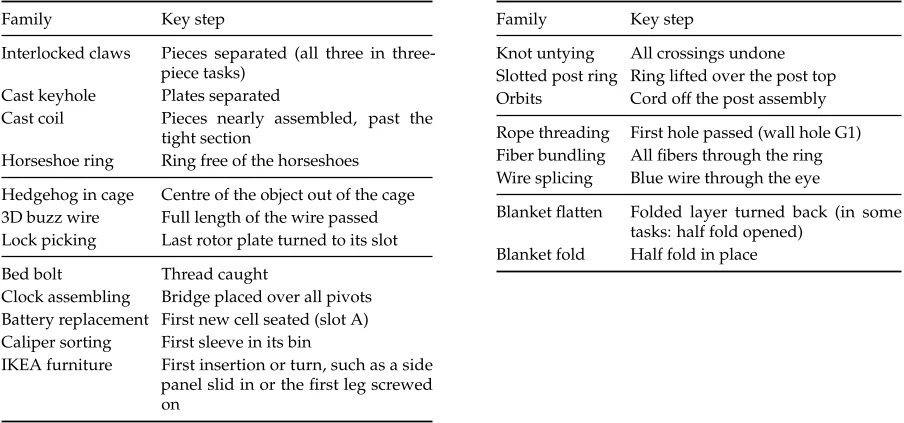 Family Key step
Interlocked claws Pieces separated (all three in three-
piece tasks)
Cast keyhole Plates separated
Cast coil Pieces nearly assembled, past the
tight section
Horseshoe ring Ring free of the horseshoes
Hedgehog in cage Centre of the object out of the cage
3D buzz wire Full length of the wire passed
Lock picking Last rotor plate turned to its slot
Bed bolt Thread caught
Clock assembling Bridge placed over all pivots
Battery replacement First new cell seated (slot A)
Caliper sorting First sleeve in its bin
IKEA furniture First insertion or turn, such as a side
panel slid in or the first leg screwed
on
Family Key step
Knot untying All crossings undone
Slotted post ring Ring lifted over the post top
Orbits Cord off the post assembly
Rope threading First hole passed (wall hole G1)
Fiber bundling All fibers through the ring
Wire splicing Blue wire through the eye
Blanket flatten Folded layer turned back (in some
tasks: half fold opened)
Blanket fold Half fold in place